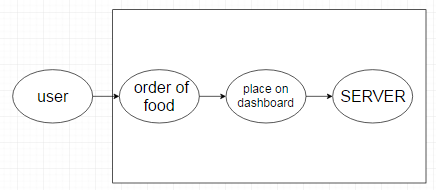 user
order of
food
place on
dashboard
SERVER